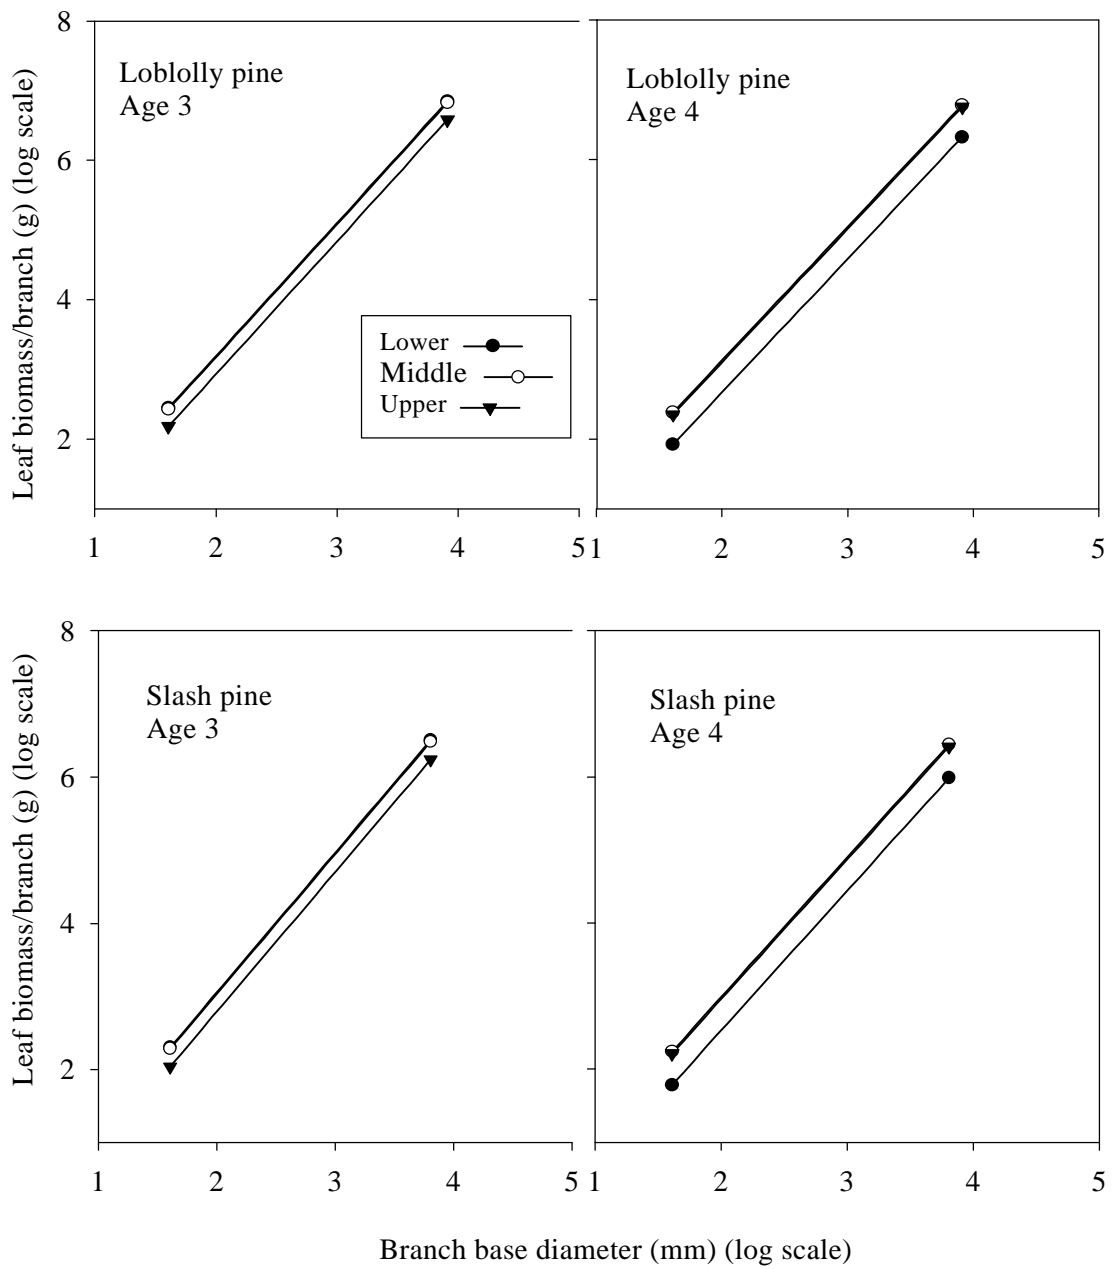 Leaf biomass/branch (g) (log scale)
8
6
4
2
Loblolly pine
Age 3
Lower
Middle
Upper
1 2 3 4 5
Loblolly pine
Age 4
1 2 3 4 5
Leaf biomass/branch (g) (log scale)
8
6
4
2
Slash pine
Age 3
1 2 3 4 5
Slash pine
Age 4
1 2 3 4 5
Branch base diameter (mm) (log scale)